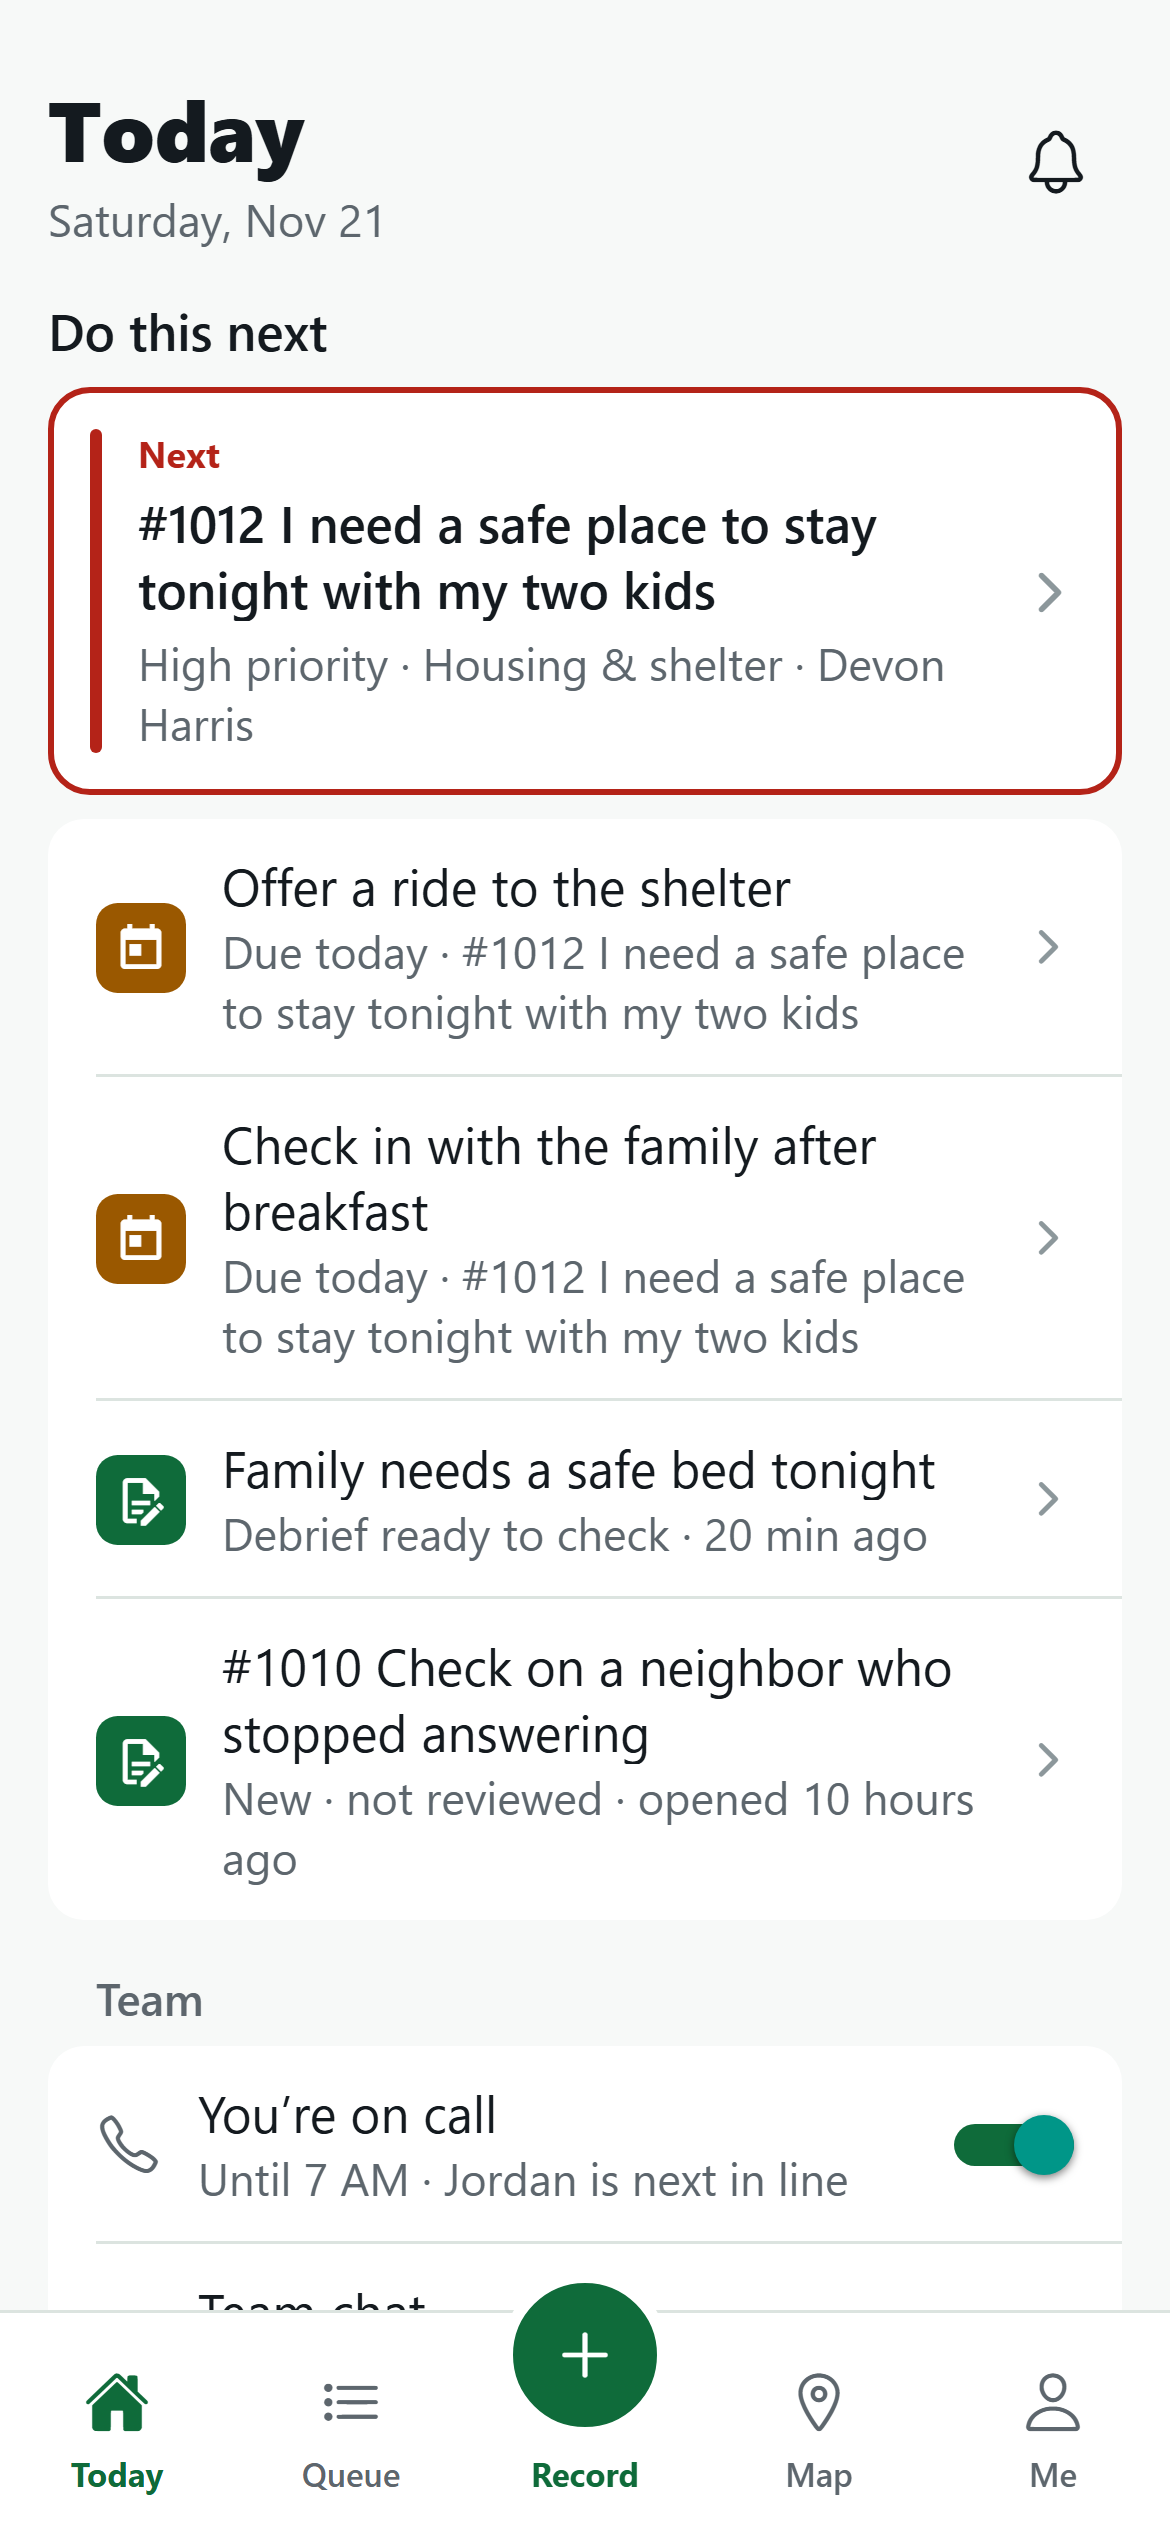 Today
Saturday, Nov 21
Do this next
Next
#1012 I need a safe place to stay
tonight with my two kids
High priority · Housing & shelter · Devon
Harris
Offer a ride to the shelter
Due today · #1012 I need a safe place
to stay tonight with my two kids
Check in with the family after
breakfast
Due today · #1012 I need a safe place
to stay tonight with my two kids
Family needs a safe bed tonight
Debrief ready to check · 20 min ago
#1010 Check on a neighbor who
stopped answering
New · not reviewed · opened 10 hours
ago
Team
You’re on call
Until 7 AM · Jordan is next in line
Team chat
Today
Queue
Record
Map
Me